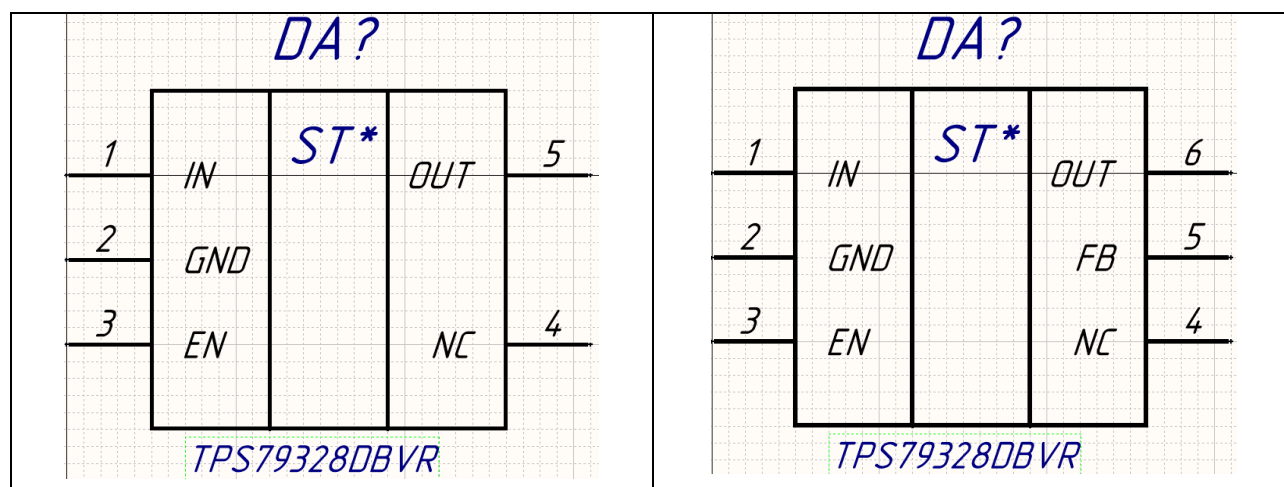 DA?
ST*
1 IN OUT 5
2 GND
3 EN NC 4
TPS79328DBVR
DA?
ST*
1 IN OUT 6
2 GND FB 5
3 EN NC 4
TPS79328DBVR